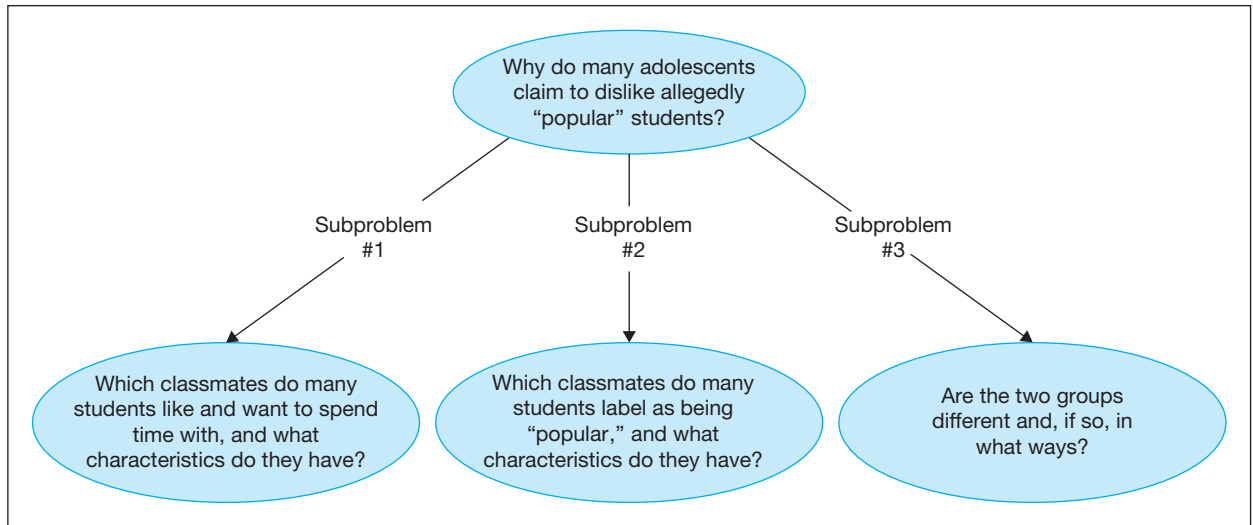 Why do many adolescents
claim to dislike allegedly
“popular” students?
Subproblem
#1
Subproblem
#2
Subproblem
#3
Which classmates do many
students like and want to spend
time with, and what
characteristics do they have?
Which classmates do many
students label as being
“popular,” and what
characteristics do they have?
Are the two groups
different and, if so, in
what ways?